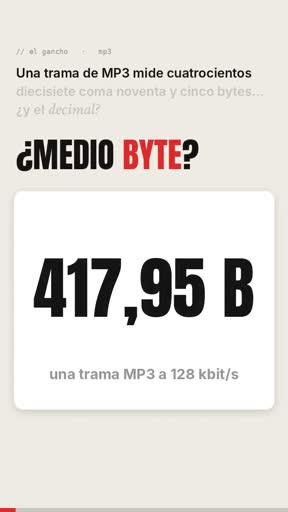 // el gancho · mp3
Una trama de MP3 mide cuatrocientos
diecisiete coma noventa y cinco bytes...
¿y el decimal?
¿MEDIO BYTE?
417,95 B
una trama MP3 a 128 kbit/s